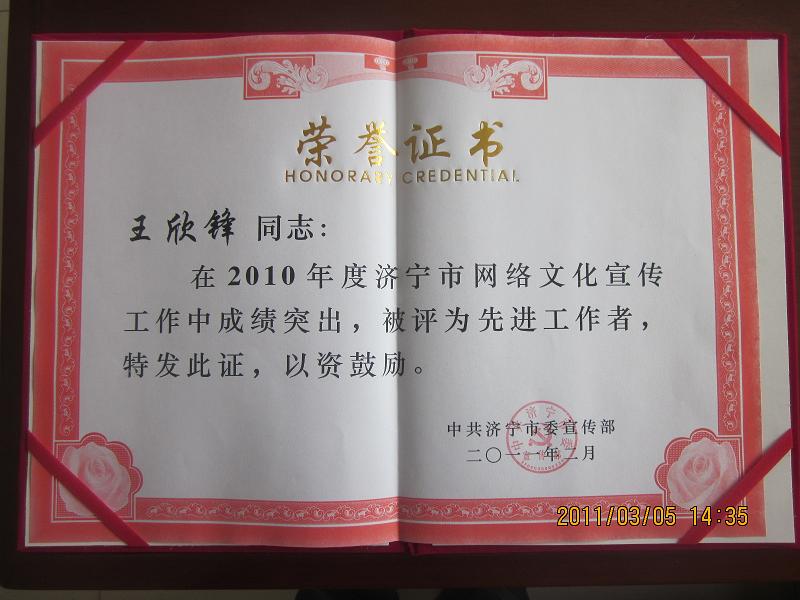 荣誉证书
HONORARY CREDENTIAL
王欣锋 同志：
在2010年度济宁市网络文化宣传
工作中成绩突出，被评为先进工作者，
特发此证，以资鼓励。
中共济宁市委宣传部
二〇一一年二月
2011/03/05 14:35